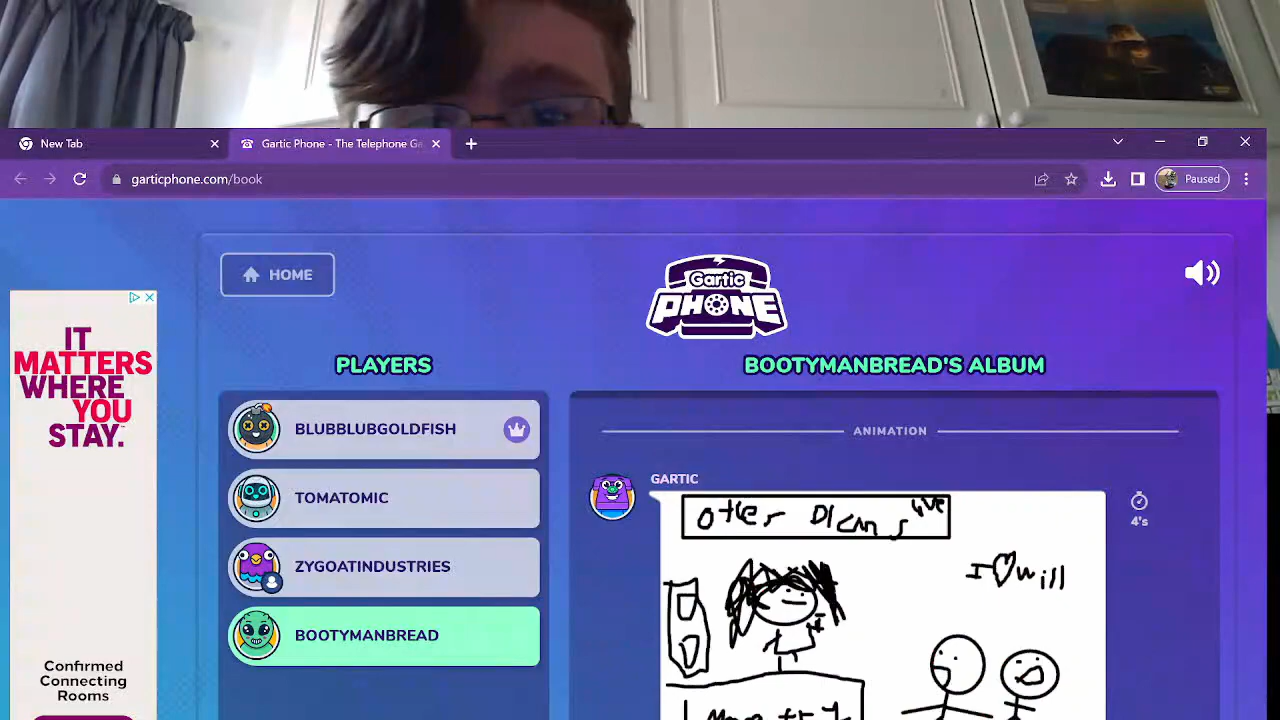 New Tab
Gartic Phone - The Telephone Ga
garticphone.com/book
Paused
HOME
Gartic
PHONE
IT
MATTERS
WHERE
YOU
STAY.
Confirmed
Connecting
Rooms
PLAYERS
BLUBBLUBGOLDFISH
TOMATOMIC
ZYGOATINDUSTRIES
BOOTYMANBREAD
BOOTYMANBREAD'S ALBUM
ANIMATION
GARTIC
4's
live
I ♡ will